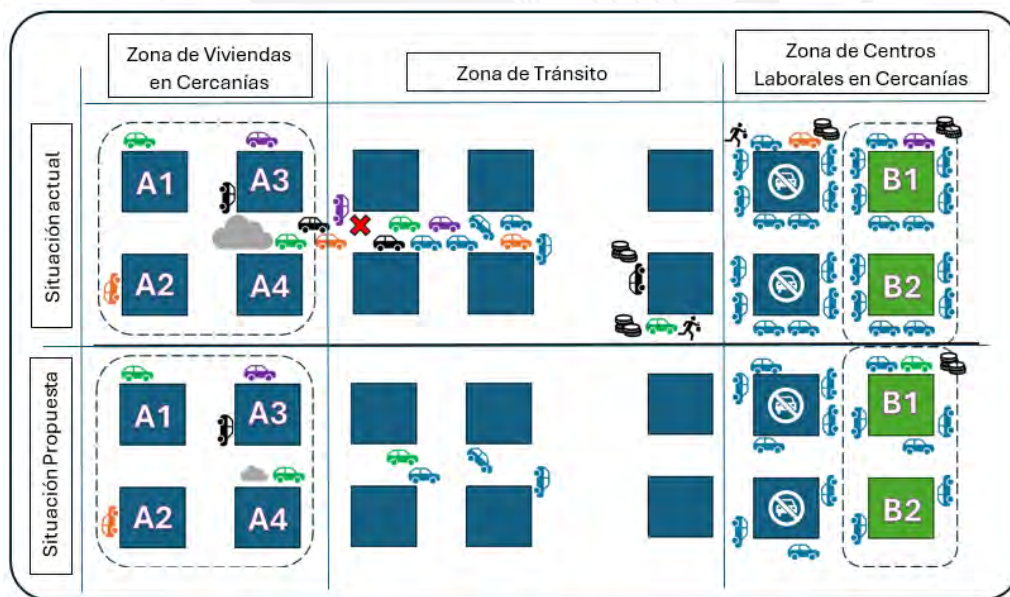 Zona de Viviendas
en Cercanías
Zona de Tránsito
Zona de Centros
Laborales en Cercanías
Situación actual
A1
A3
B1
A2
A4
B2
Situación Propuesta
A1
A3
B1
A2
A4
B2